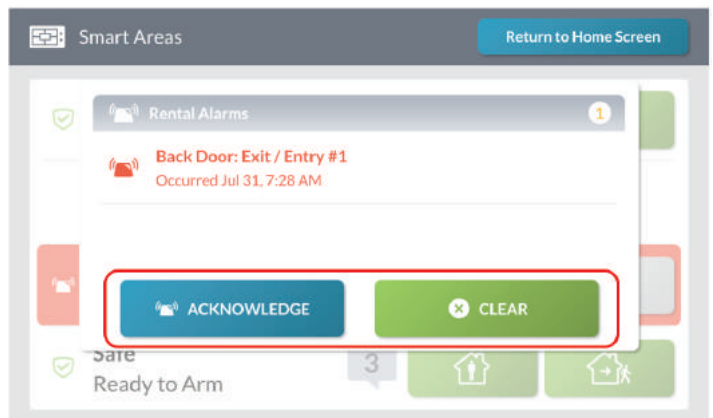 Smart Areas
Return to Home Screen
Rental Alarms
1
Back Door: Exit / Entry #1
Occurred Jul 31, 7:28 AM
ACKNOWLEDGE
CLEAR
Safe
3
Ready to Arm